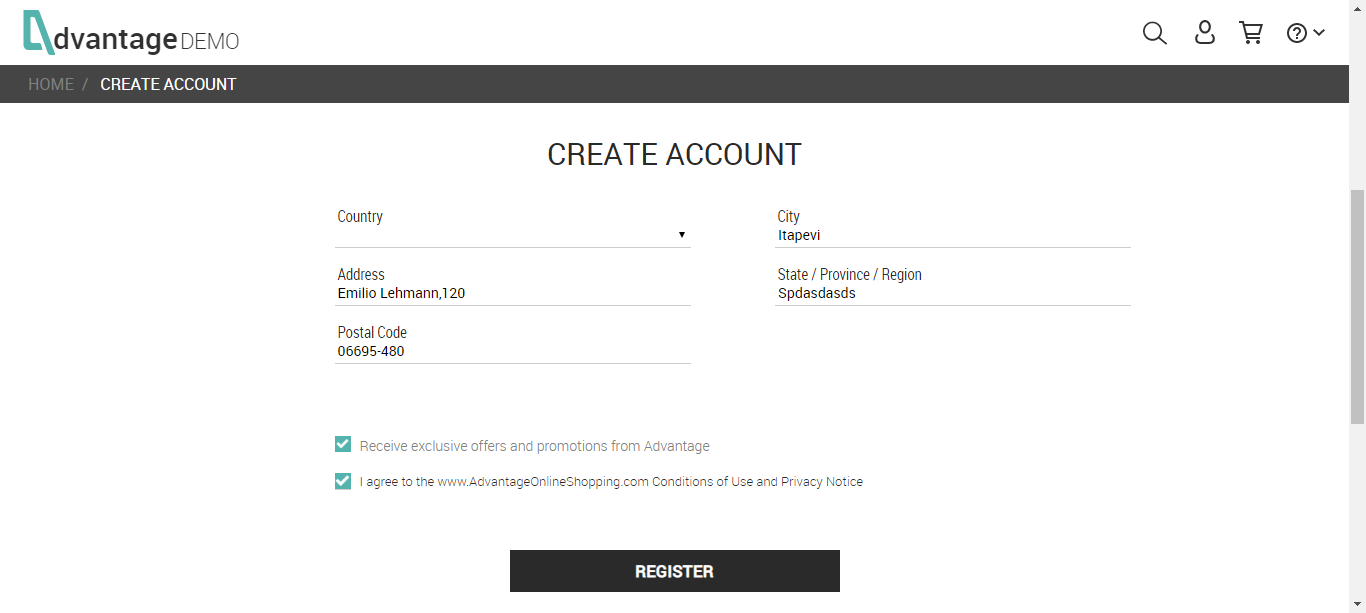 dvantage DEMO
HOME / CREATE ACCOUNT
CREATE ACCOUNT
Country
City
Itapevi
Address
Emilio Lehmann,120
State / Province / Region
Spdasdasds
Postal Code
06695-480
Receive exclusive offers and promotions from Advantage
I agree to the www.AdvantageOnlineShopping.com Conditions of Use and Privacy Notice
REGISTER